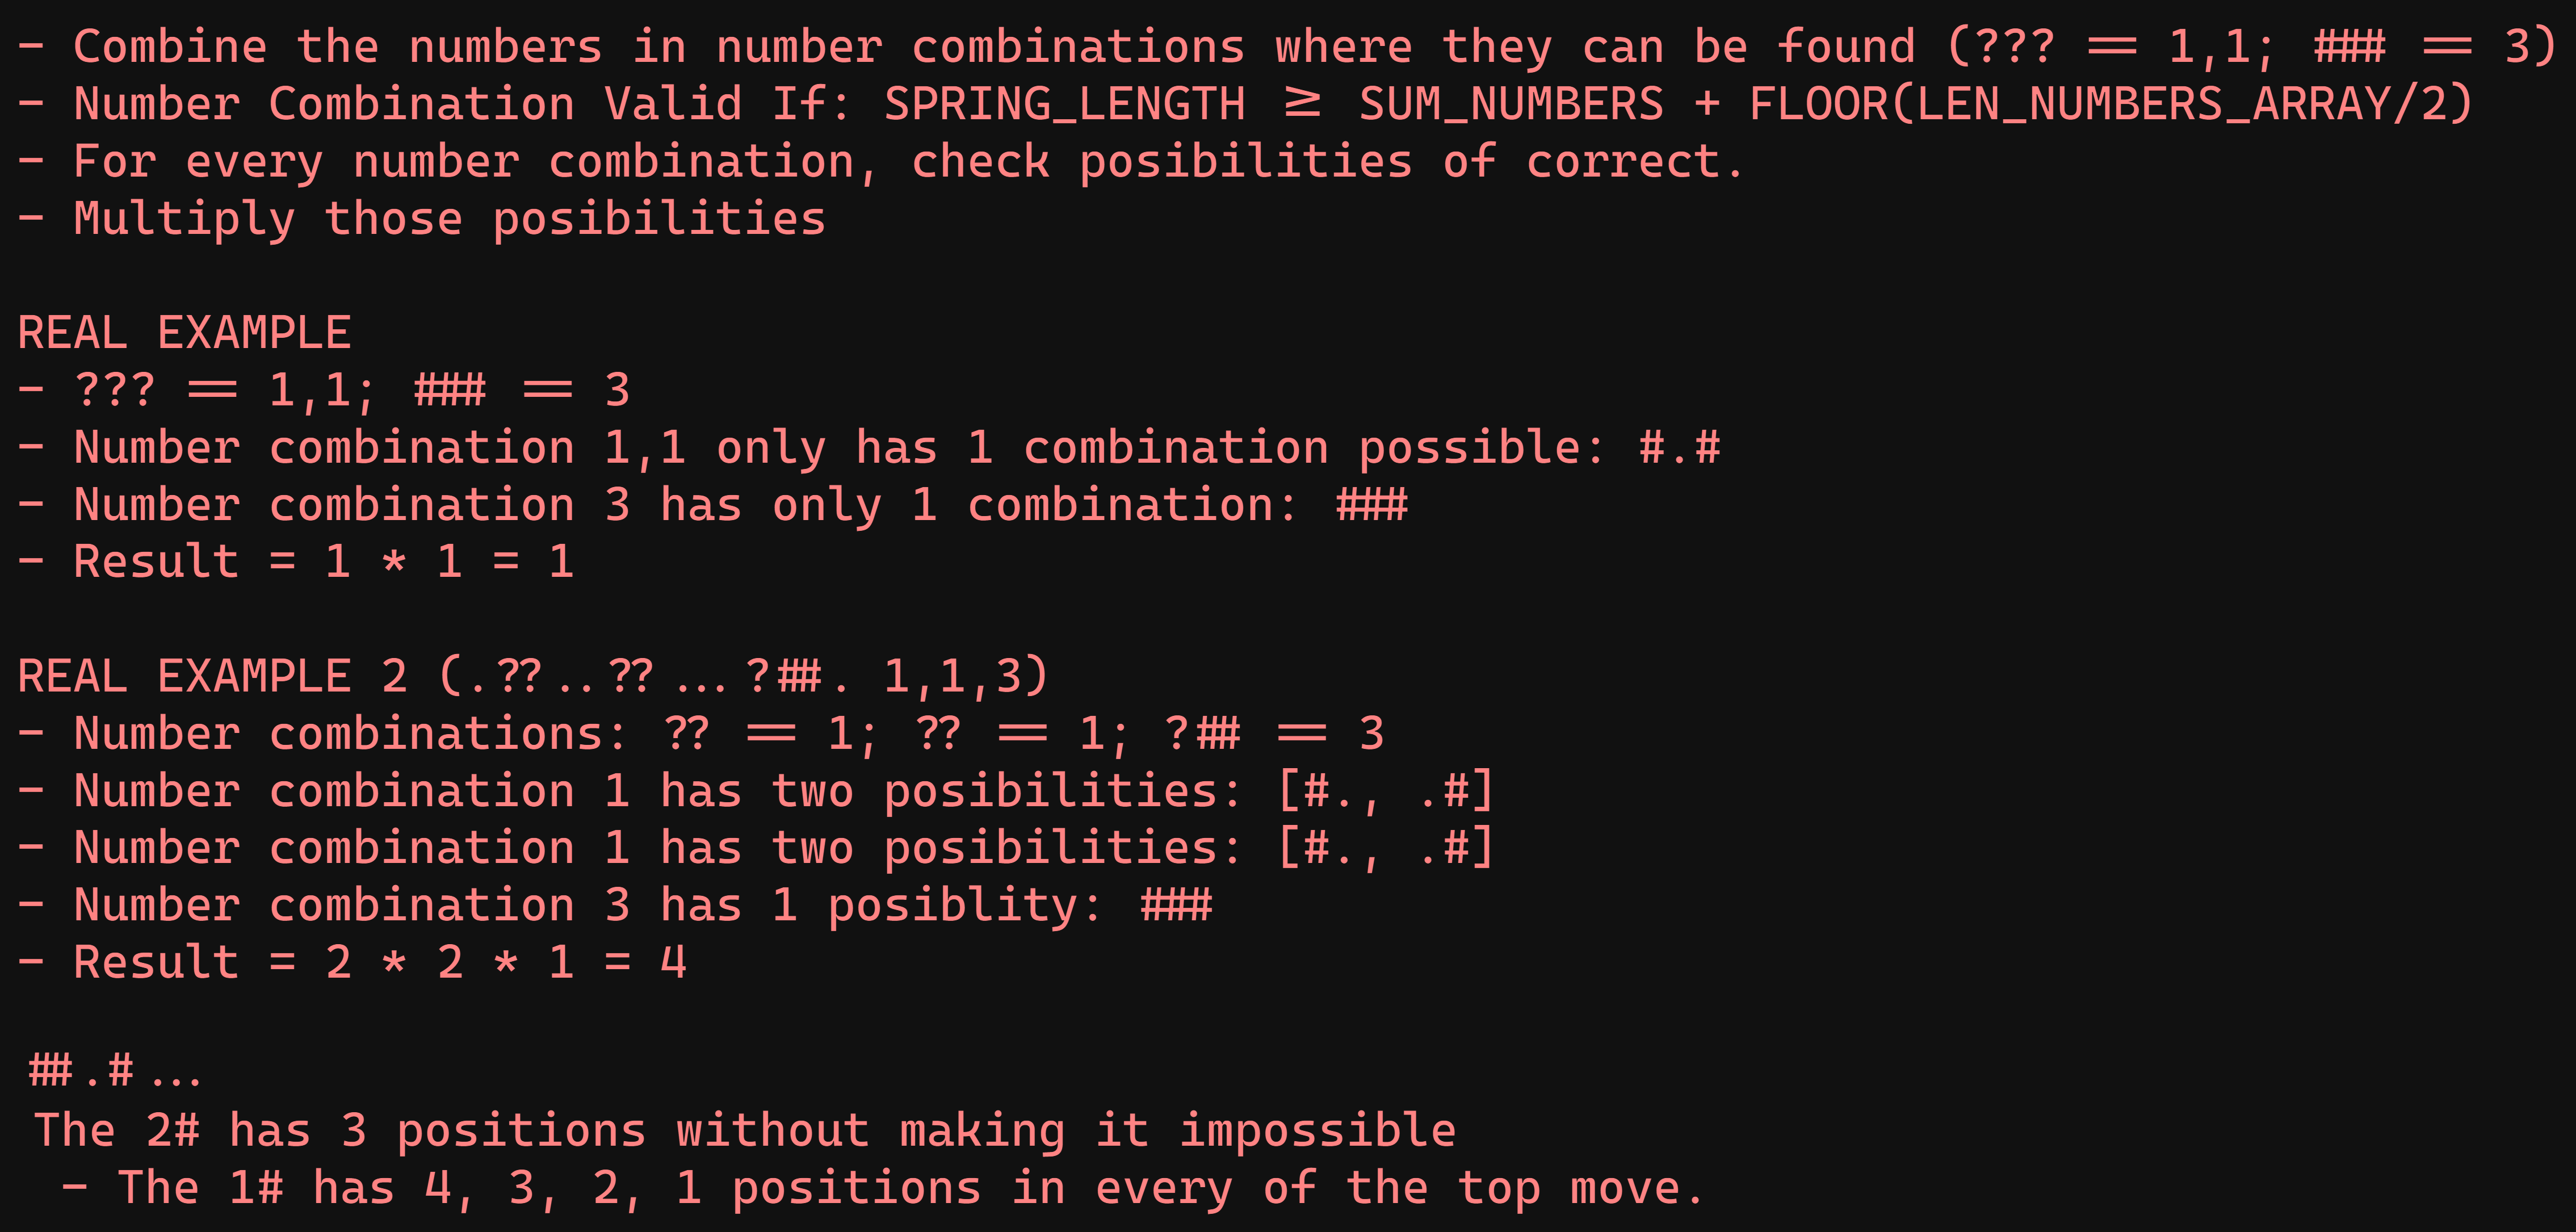 - Combine the numbers in number combinations where they can be found (??? == 1,1; ### == 3)
- Number Combination Valid If: SPRING_LENGTH >= SUM_NUMBERS + FLOOR(LEN_NUMBERS_ARRAY/2)
- For every number combination, check posibilities of correct.
- Multiply those posibilities
REAL EXAMPLE
- ??? == 1,1; ### == 3
- Number combination 1,1 only has 1 combination possible: #.#
- Number combination 3 has only 1 combination: ###
- Result = 1 * 1 = 1
REAL EXAMPLE 2 (.??..??...?##. 1,1,3)
- Number combinations: ?? == 1; ?? == 1; ?## == 3
- Number combination 1 has two posibilities: [#., .#]
- Number combination 1 has two posibilities: [#., .#]
- Number combination 3 has 1 posiblity: ###
- Result = 2 * 2 * 1 = 4
##.#...
The 2# has 3 positions without making it impossible
- The 1# has 4, 3, 2, 1 positions in every of the top move.